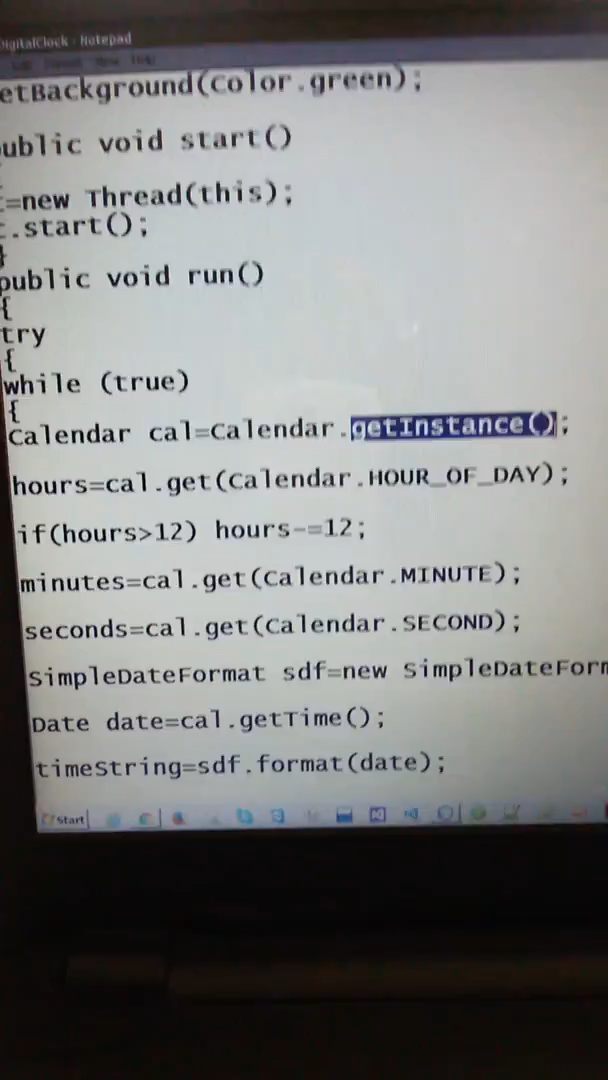 DigitalClock - Notepad
etBackground(Color.green);
ublic void start()
t=new Thread(this);
t.start();
}
public void run()
{
try
{
while (true)
{
Calendar cal=Calendar.getInstance();
hours=cal.get(Calendar.HOUR_OF_DAY);
if(hours>12) hours-=12;
minutes=cal.get(Calendar.MINUTE);
seconds=cal.get(Calendar.SECOND);
SimpleDateFormat sdf=new SimpleDateForm
Date date=cal.getTime();
timeString=sdf.format(date);
Start